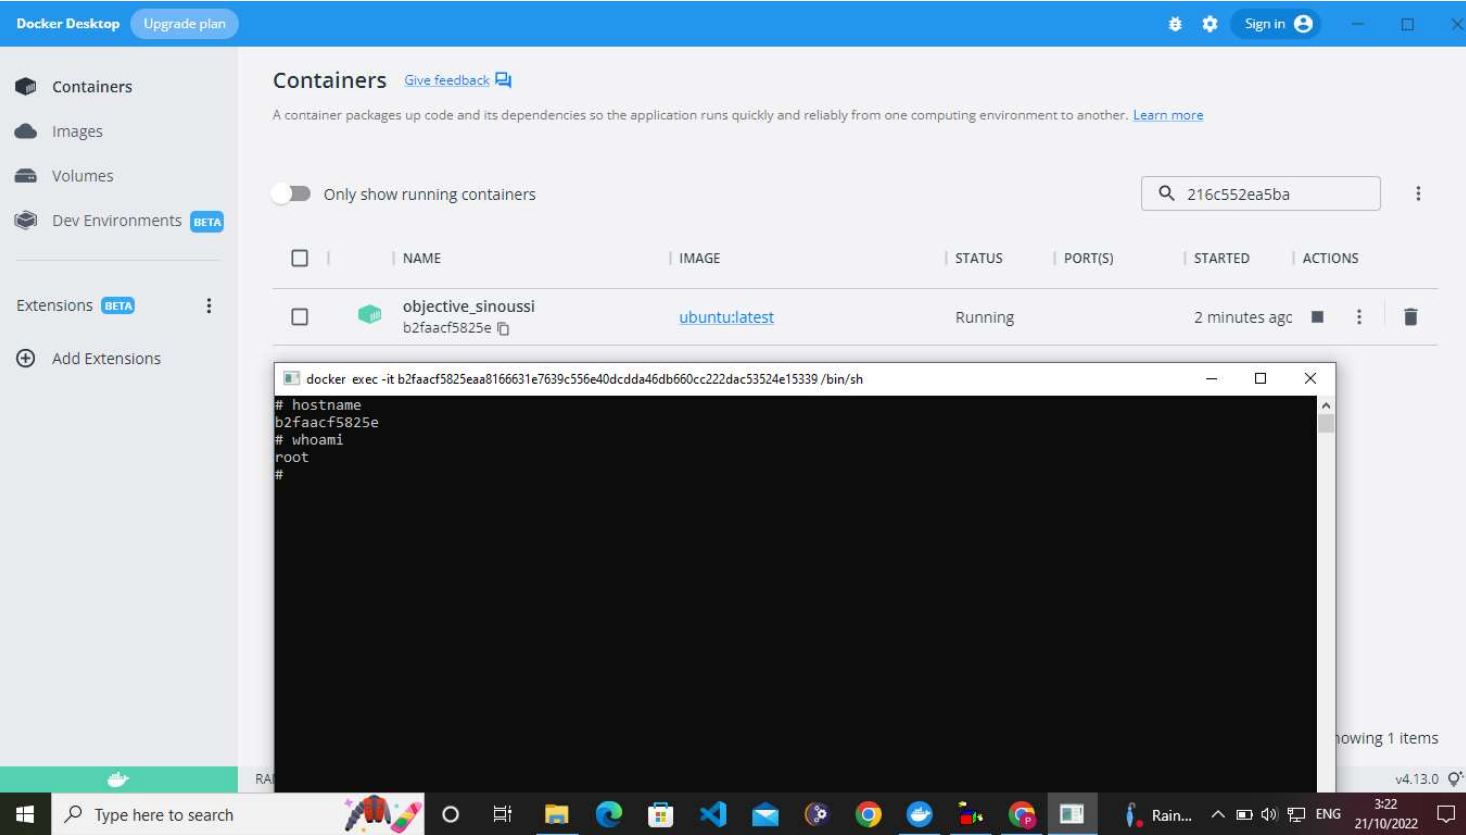 Docker Desktop Upgrade plan Sign in
Containers
Images
Volumes
Dev Environments BETA
Extensions BETA
Add Extensions
Containers Give feedback
A container packages up code and its dependencies so the application runs quickly and reliably from one computing environment to another. Learn more
Only show running containers 216c552ea5ba
NAME IMAGE STATUS PORT(S) STARTED ACTIONS
objective_sinoussi
b2faacf5825e
ubuntu:latest Running 2 minutes ago
docker exec -it b2faacf5825eaa8166631e7639c556e40dcdda46db660cc222dac53524e15339 /bin/sh
# hostname
b2faacf5825e
# whoami
root
#
howing 1 items
RA
v4.13.0
Type here to search Rain... ENG 3:22
21/10/2022